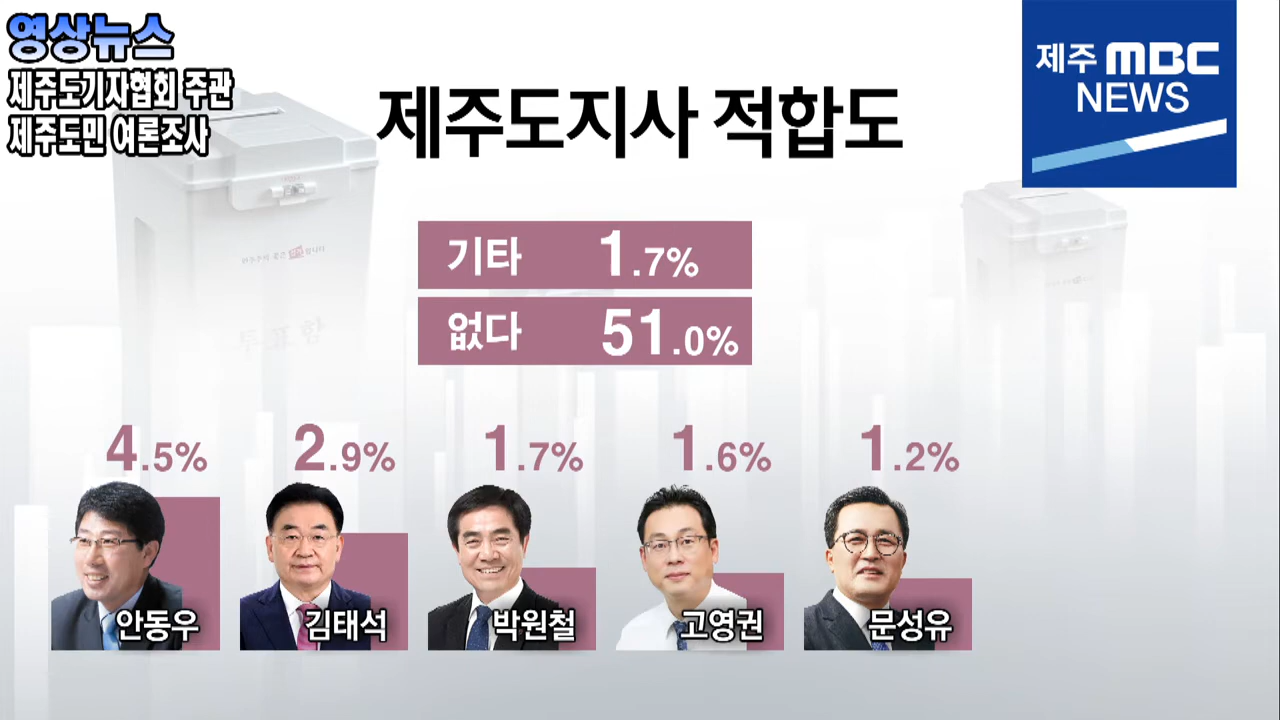 영상뉴스
제주도기자협회 주관
제주도민 여론조사
제주도지사 적합도
제주 MBC
NEWS
기타 1.7%
없다 51.0%
4.5% 2.9% 1.7% 1.6% 1.2%
안동우 김태석 박원철 고영권 문성유